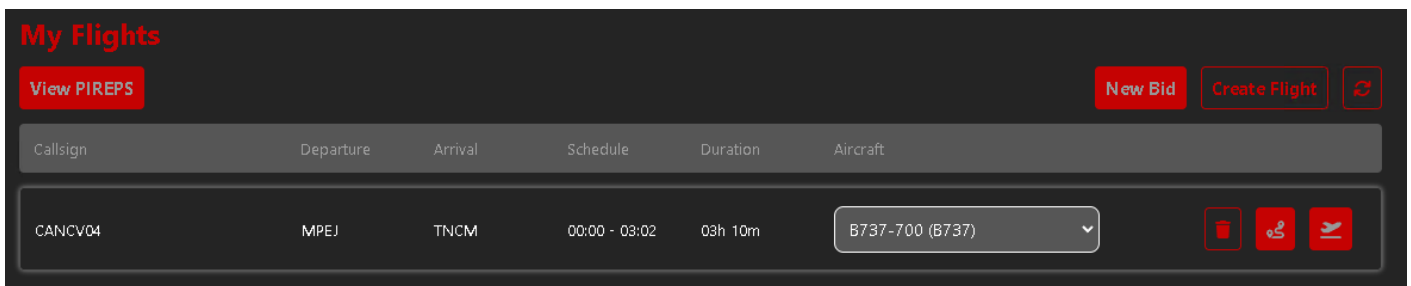 My Flights
View PIREPS New Bid Create Flight
Callsign Departure Arrival Schedule Duration Aircraft
CANCV04 MPEJ TNCM 00:00 - 03:02 03h 10m B737-700 (B737)